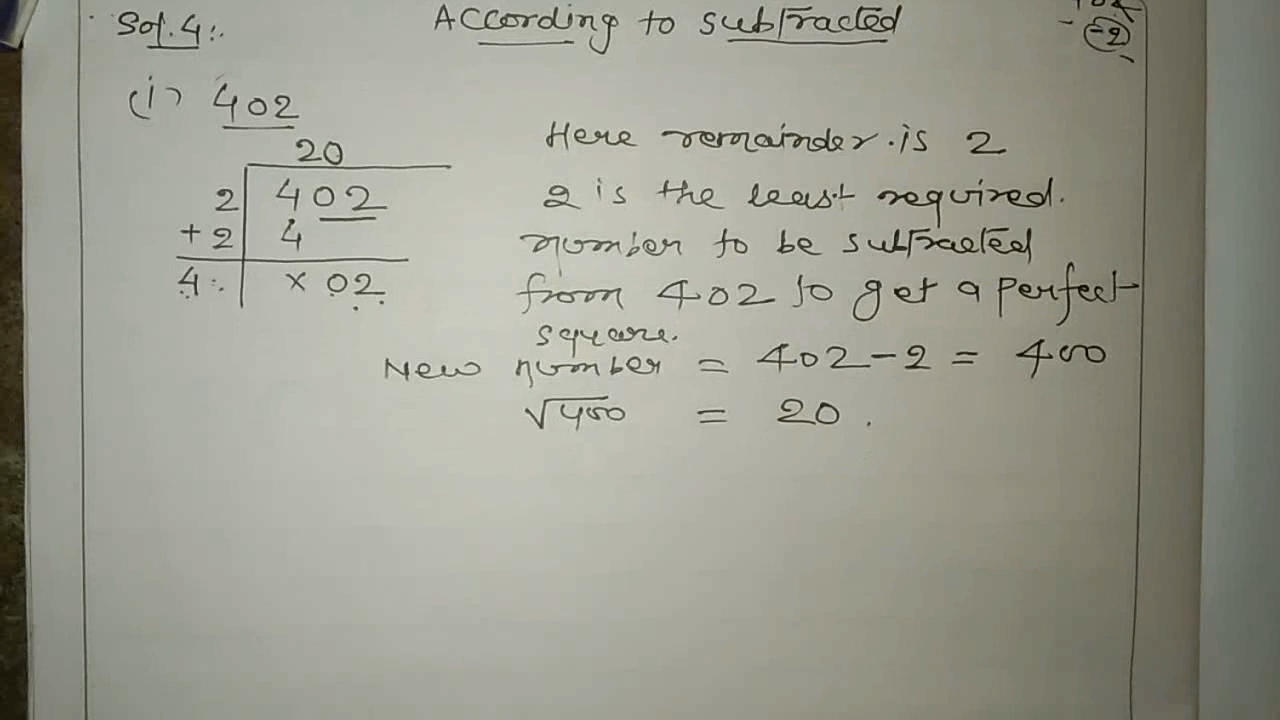 Sol.4:. According to subtracted
-2
(i) 402
20
2 402
+2 4
4:. × 02
Here remainder.is 2
2 is the least required.
number to be subtracted
from 402 to get a perfect
square.
New number = 402-2 = 400
√400 = 20.